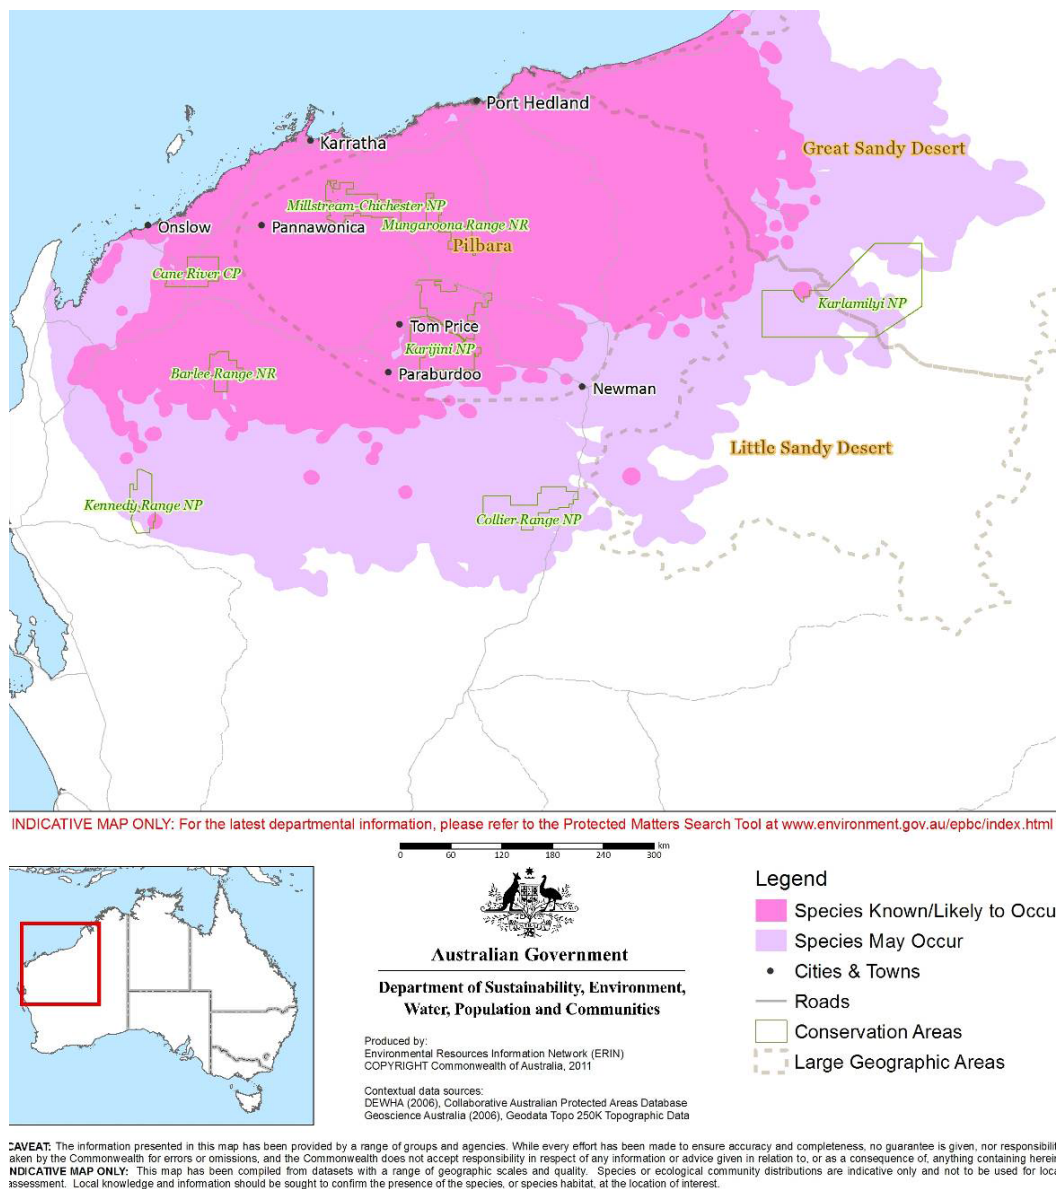 Port Hedland
Great Sandy Desert
Karratha
Millstream-Chichester NP
Mungaroona Range NR
Onslow
Pannawonica
Pilbara
Cane River CP
Karlamilyi NP
Tom Price
Karijini NP
Barlee Range NR
Paraburdoo
Newman
Little Sandy Desert
Kennedy Range NP
Collier Range NP
INDICATIVE MAP ONLY: For the latest departmental information, please refer to the Protected Matters Search Tool at www.environment.gov.au/epbc/index.html
km
0 60 120 180 240 300
Australian Government
Department of Sustainability, Environment,
Water, Population and Communities
Produced by:
Environmental Resources Information Network (ERIN)
COPYRIGHT Commonwealth of Australia, 2011
Contextual data sources:
DEWHA (2006), Collaborative Australian Protected Areas Database
Geoscience Australia (2006), Geodata Topo 250K Topographic Data
Legend
Species Known/Likely to Occu
Species May Occur
Cities & Towns
Roads
Conservation Areas
Large Geographic Areas
CAVEAT: The information presented in this map has been provided by a range of groups and agencies. While every effort has been made to ensure accuracy and completeness, no guarantee is given, nor responsibili
aken by the Commonwealth for errors or omissions, and the Commonwealth does not accept responsibility in respect of any information or advice given in relation to, or as a consequence of, anything containing herein
INDICATIVE MAP ONLY: This map has been compiled from datasets with a range of geographic scales and quality. Species or ecological community distributions are indicative only and not to be used for loca
assessment. Local knowledge and information should be sought to confirm the presence of the species, or species habitat, at the location of interest.